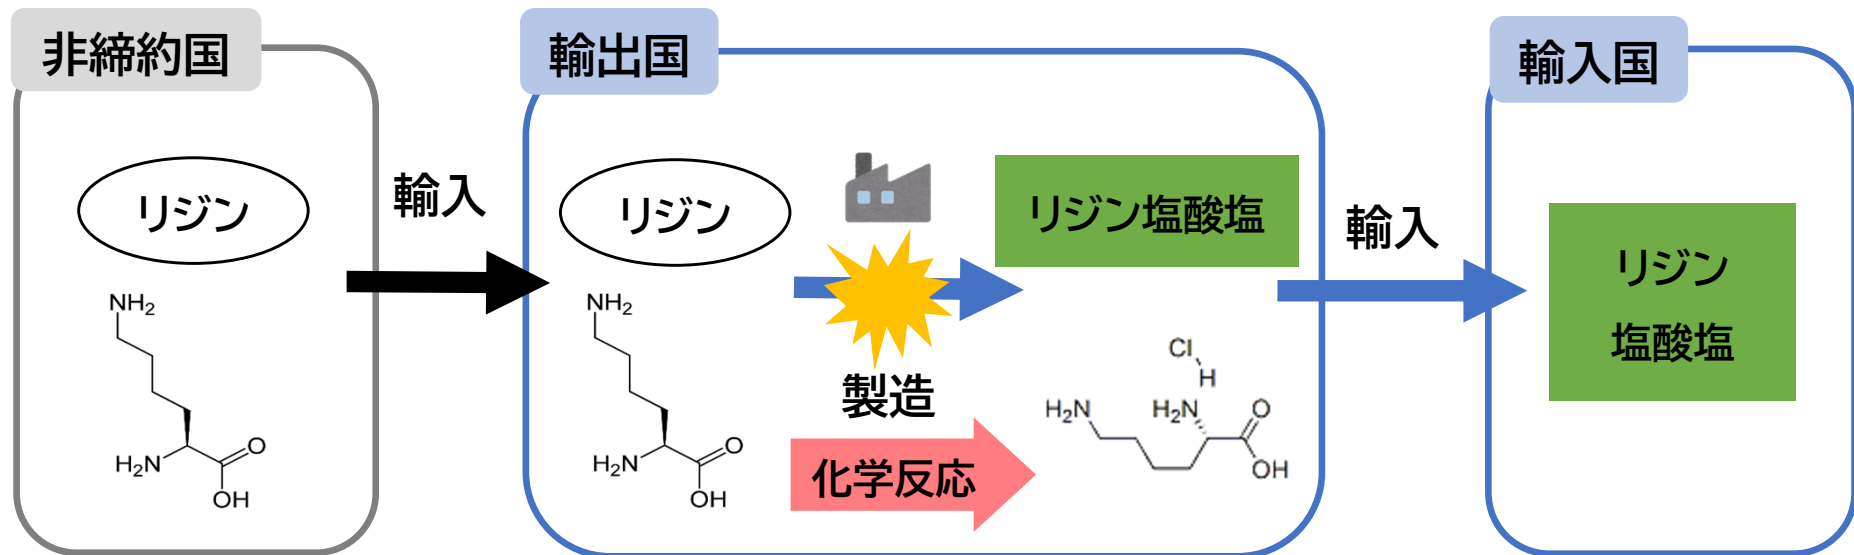 非締約国
リジン
NH2
H2N
O
OH
輸入
輸出国
リジン
NH2
H2N
O
OH
製造
化学反応
リジン塩酸塩
Cl
H
H2N
H2N
O
OH
輸入
輸入国
リジン
塩酸塩